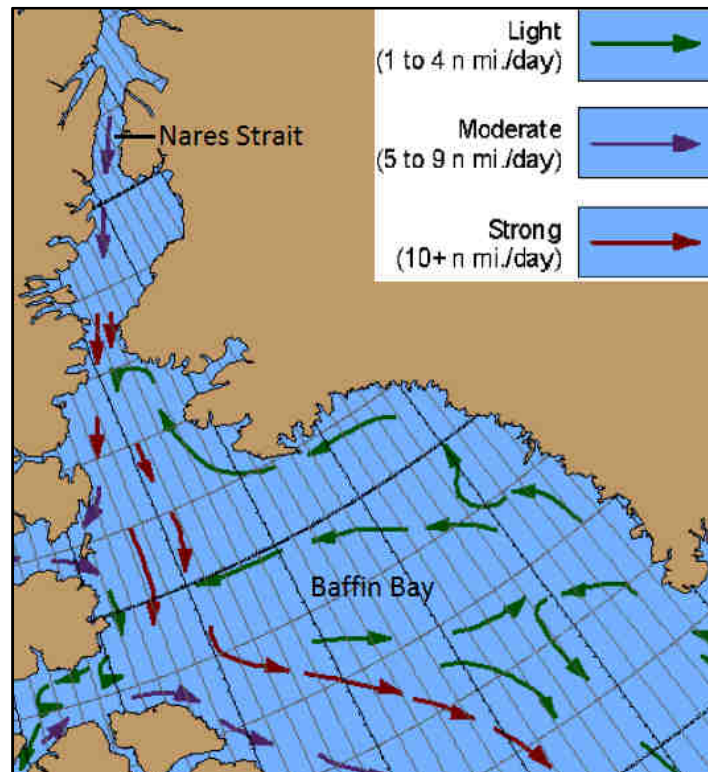 Light
(1 to 4 n mi./day)
Nares Strait
Moderate
(5 to 9 n mi./day)
Strong
(10+ n mi./day)
Baffin Bay